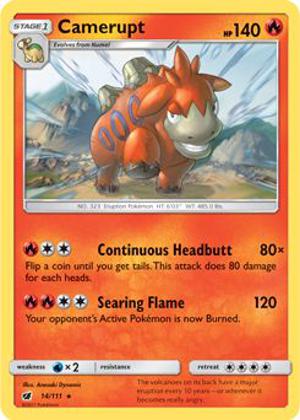 STAGE 1
Camerupt
HP 140
Evolves from Numel
NO. 323 Eruption Pokémon HT: 6'03" WT: 485.0 lbs.
Continuous Headbutt 80×
Flip a coin until you get tails. This attack does 80 damage
for each heads.
Searing Flame 120
Your opponent's Active Pokémon is now Burned.
weakness ×2 resistance retreat
Illus. Anesaki Dynamic
14/111
©2017 Pokémon
The volcanoes on its back have a major
eruption every 10 years—or whenever it
becomes really angry.